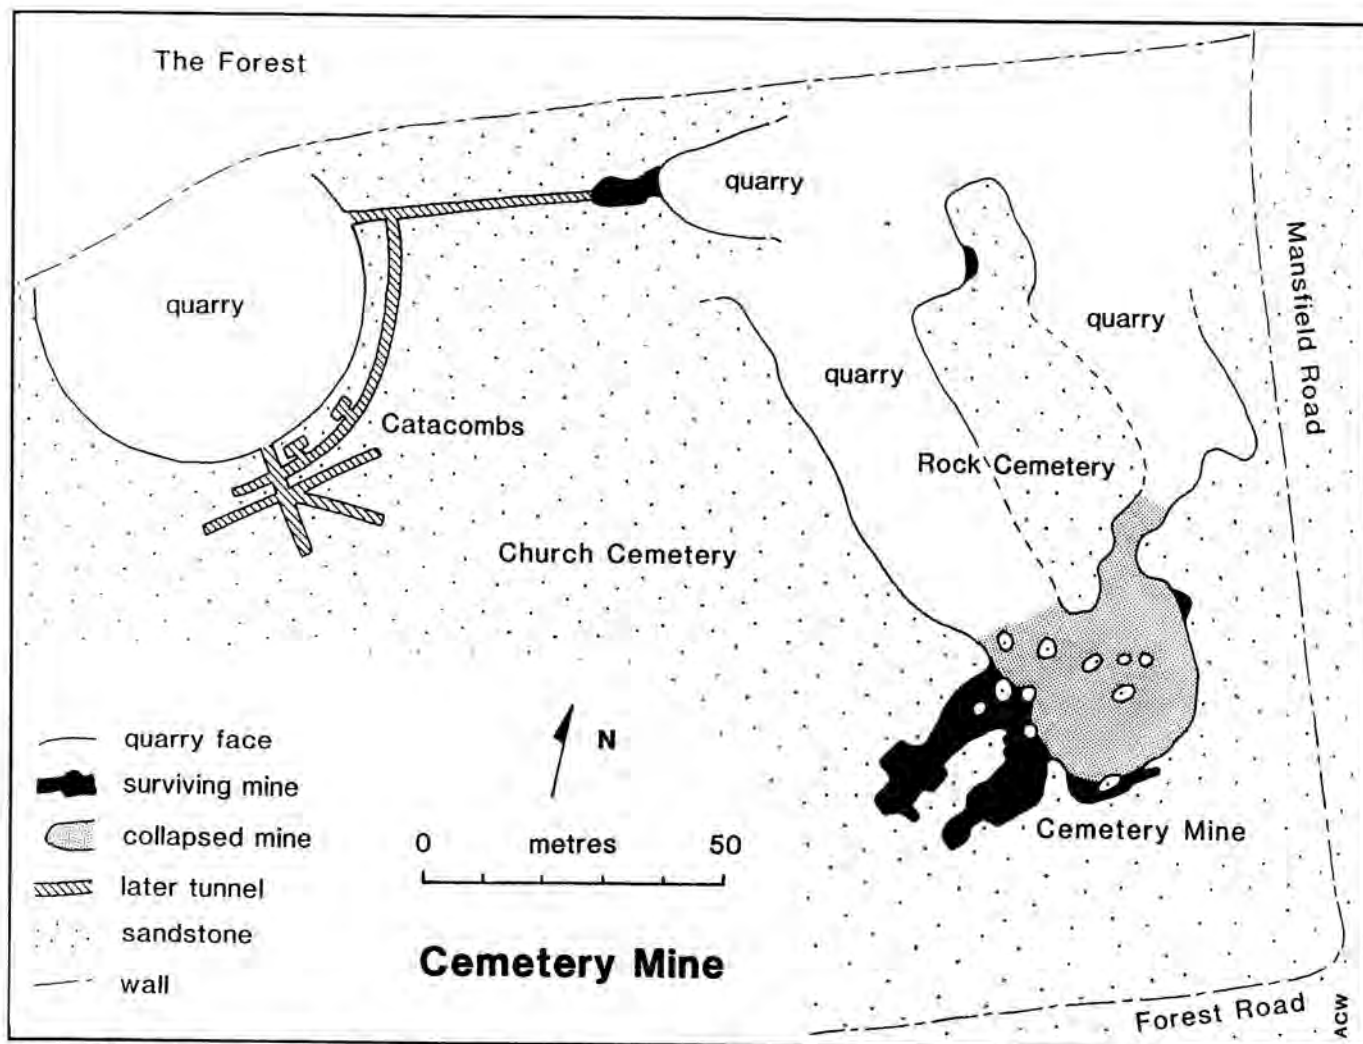 The Forest
quarry
quarry
quarry
quarry
Mansfield Road
Catacombs
Rock Cemetery
Church Cemetery
N
quarry face
surviving mine
collapsed mine
later tunnel
sandstone
wall
0 metres 50
Cemetery Mine
Cemetery Mine
Forest Road
ACW